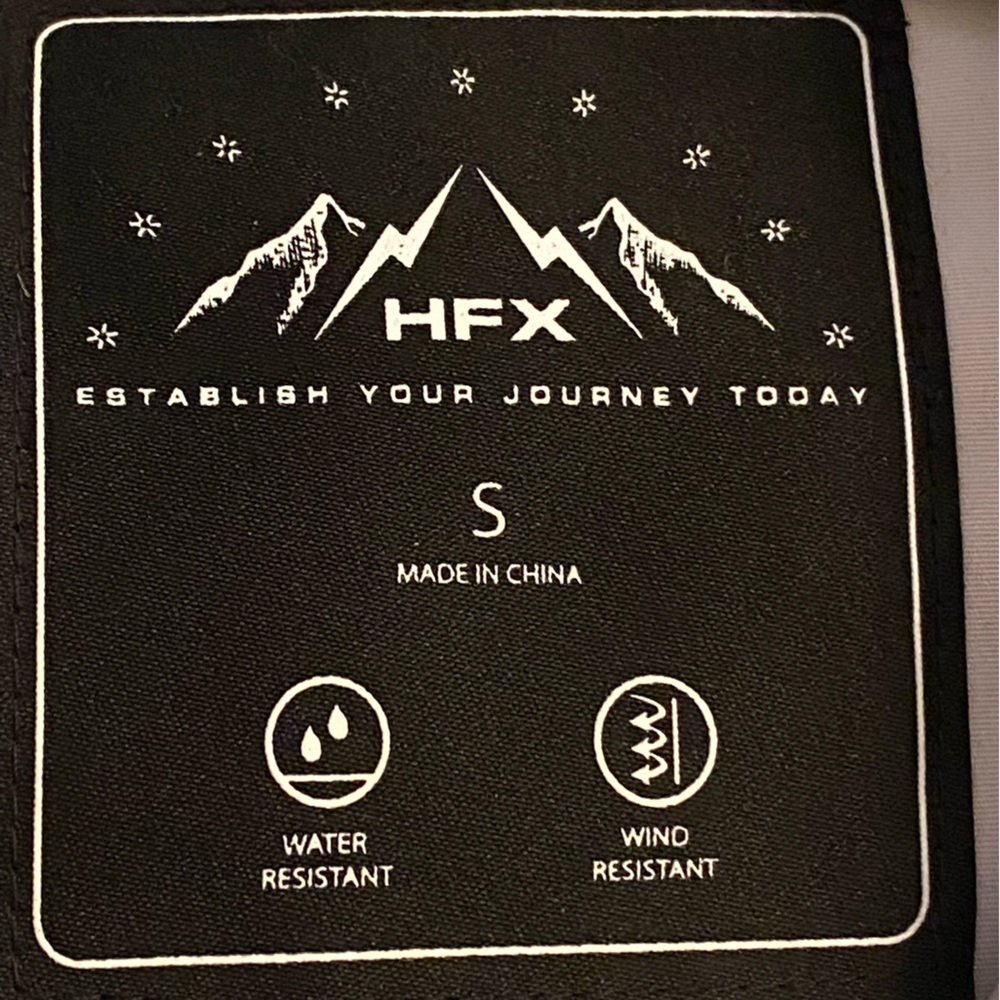 HFX
ESTABLISH YOUR JOURNEY TODAY
S
MADE IN CHINA
WATER
RESISTANT
WIND
RESISTANT